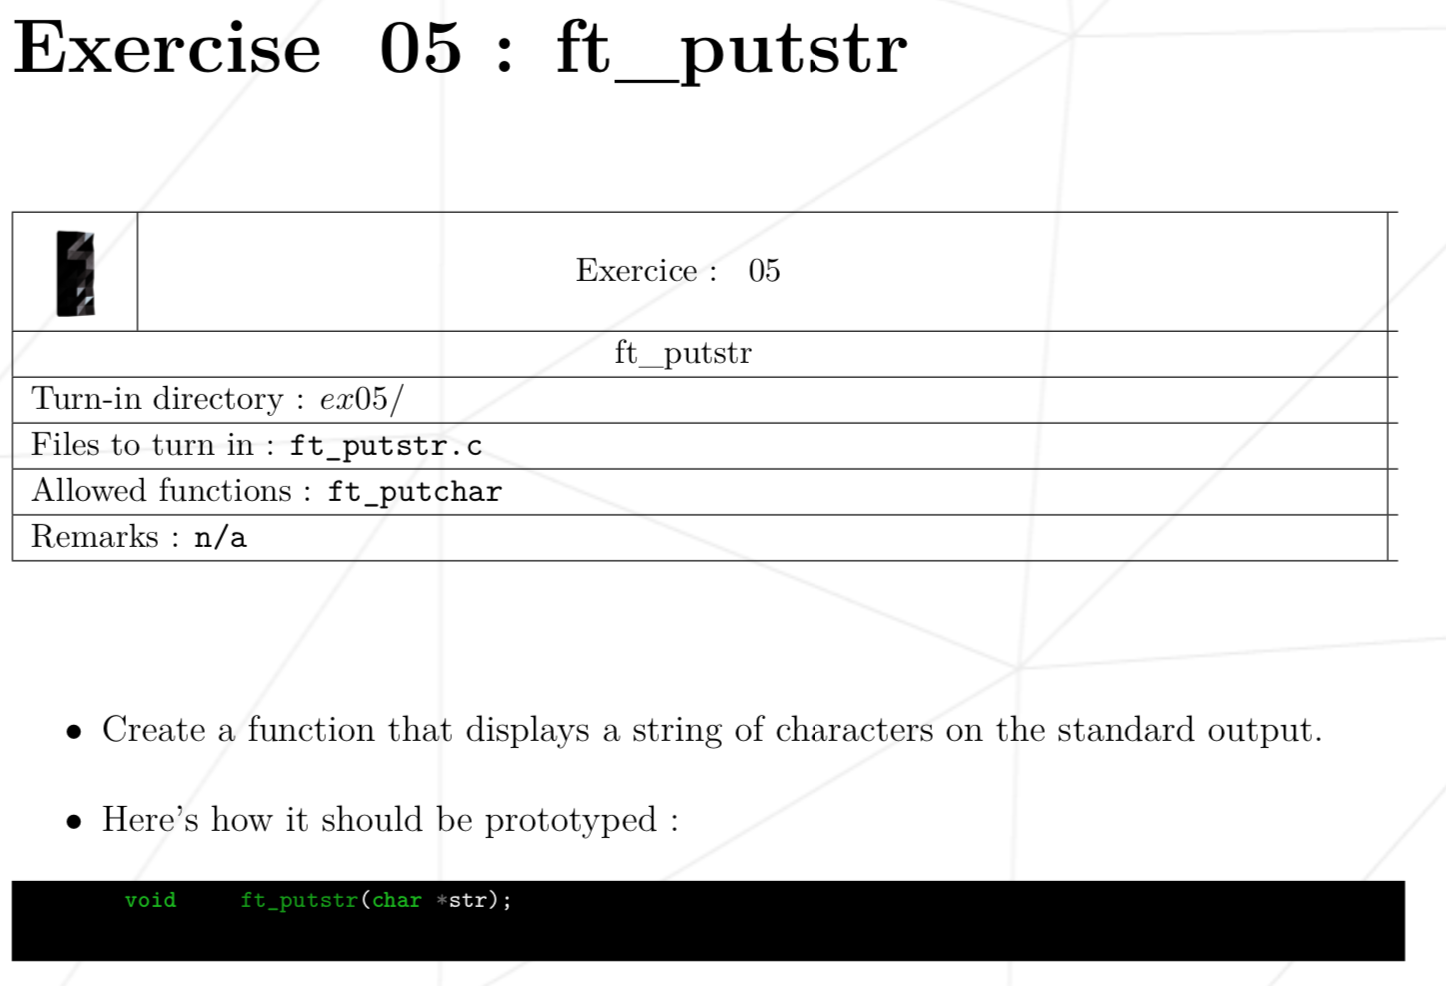 Exercise 05 : ft_putstr
Exercice : 05
ft_putstr
Turn-in directory : ex05/
Files to turn in : ft_putstr.c
Allowed functions : ft_putchar
Remarks : n/a
• Create a function that displays a string of characters on the standard output.
• Here's how it should be prototyped :
void ft_putstr(char *str);